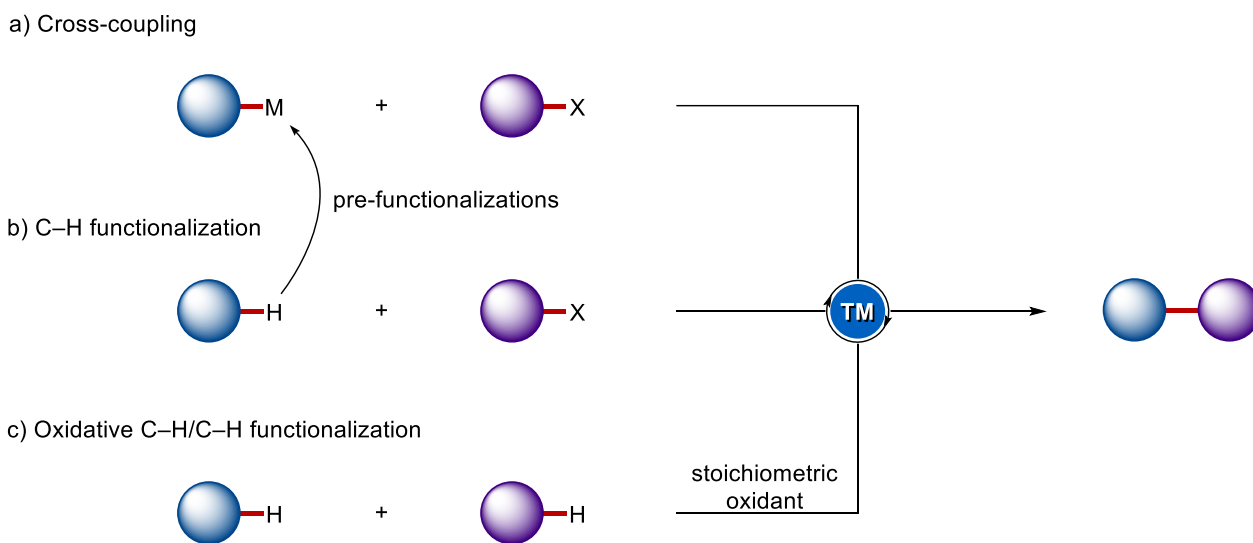 a) Cross-coupling
M
+
X
pre-functionalizations
b) C–H functionalization
H
+
X
TM
c) Oxidative C–H/C–H functionalization
stoichiometric
oxidant
H
+
H